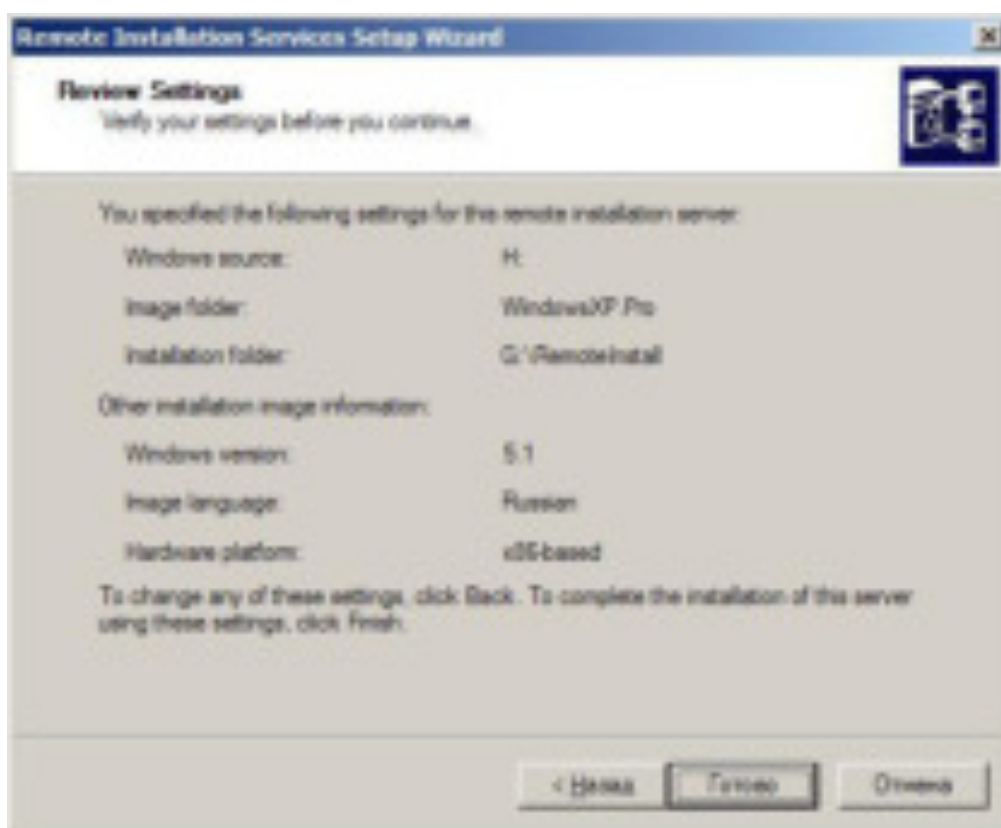 Remote Installation Services Setup Wizard
Review Settings
Verify your settings before you continue.
You specified the following settings for this remote installation server:
Windows source: H:
Image folder: WindowsXP.Pro
Installation folder: G:\RemoteInstall
Other installation image information:
Windows version: 5.1
Image language: Russian
Hardware platform: x86-based
To change any of these settings, click Back. To complete the installation of this server
using these settings, click Finish.
< Назад Готово Отмена